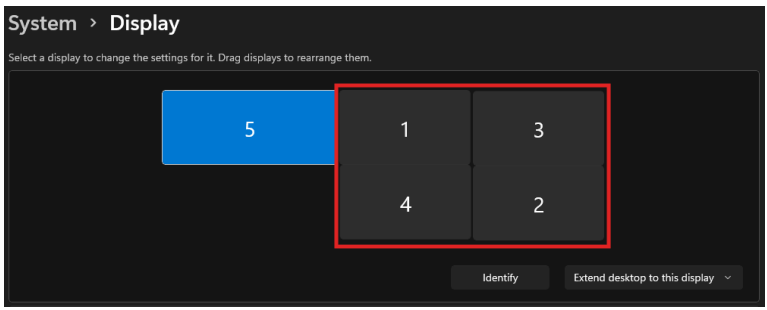 System > Display
Select a display to change the settings for it. Drag displays to rearrange them.
5 1 3
4 2
Identify Extend desktop to this display